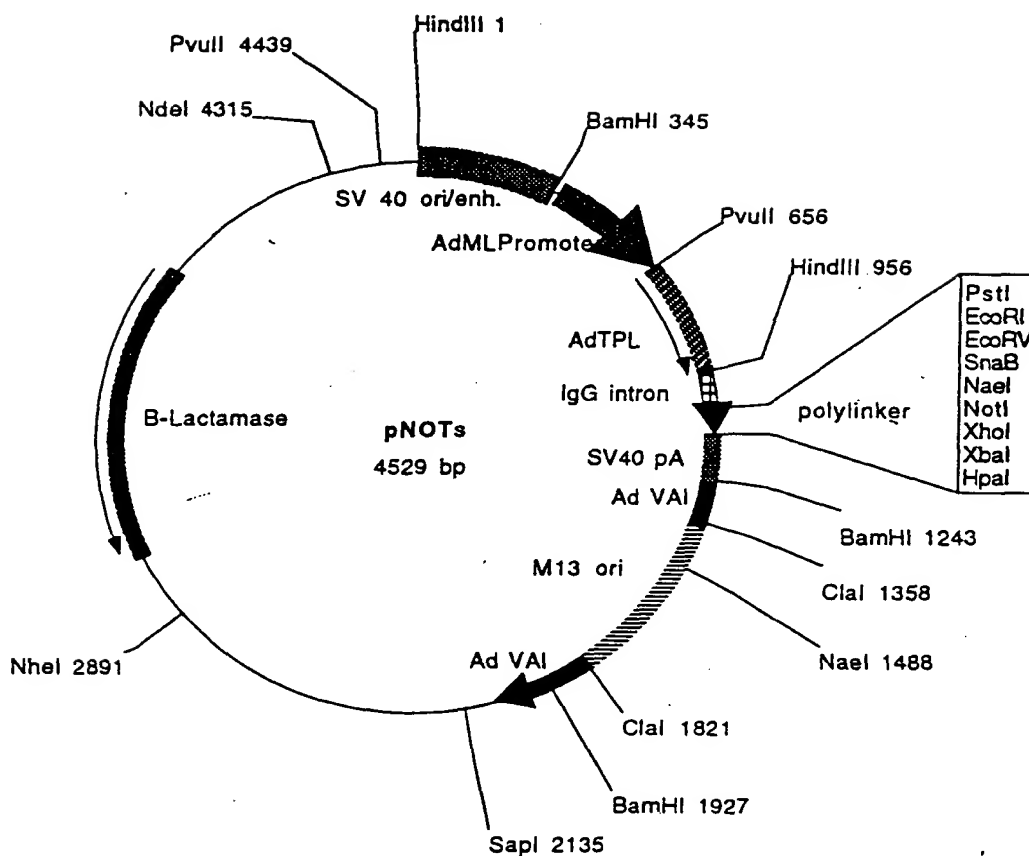 HindIII 1
PvuII 4439
NdeI 4315
BamHI 345
SV 40 ori/enh.
AdMLPromote
PvuII 656
HindIII 956
PstI
EcoRI
EcoRV
SnaB
NaeI
NotI
XhoI
XbaI
HpaI
AdTPL
IgG intron
polylinker
B-Lactamase
pNOTs
4529 bp
SV40 pA
Ad VAI
BamHI 1243
M13 ori
ClaI 1358
NheI 2891
Ad VAI
NaeI 1488
ClaI 1821
BamHI 1927
SapI 2135